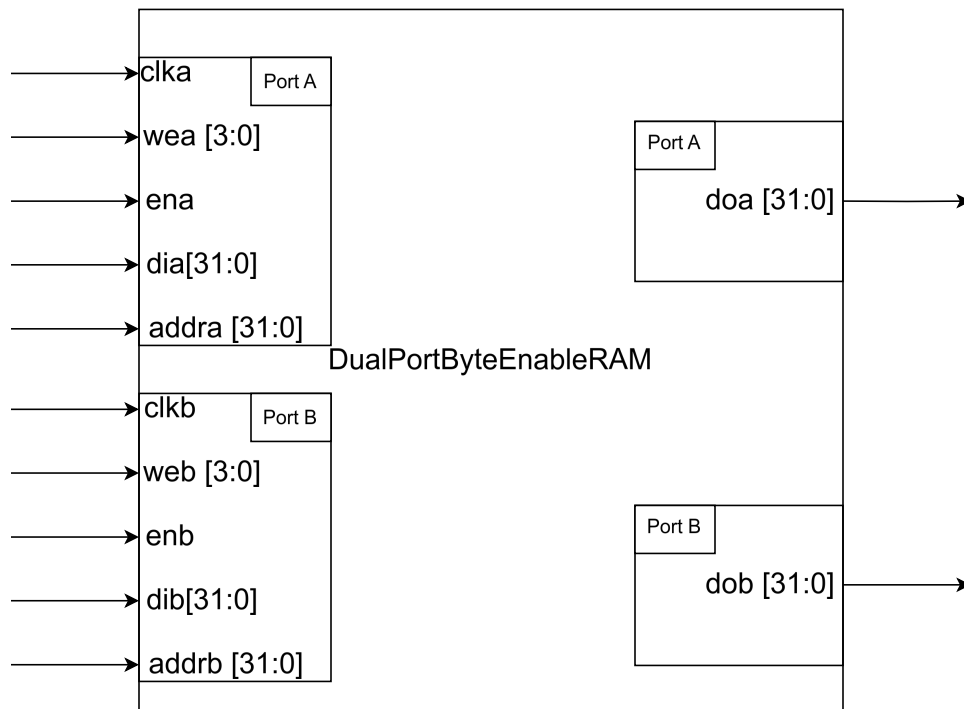 clka
Port A
wea [3:0]
ena
dia[31:0]
addra [31:0]
Port A
doa [31:0]
DualPortByteEnableRAM
clkb
Port B
web [3:0]
enb
dib[31:0]
addrb [31:0]
Port B
dob [31:0]